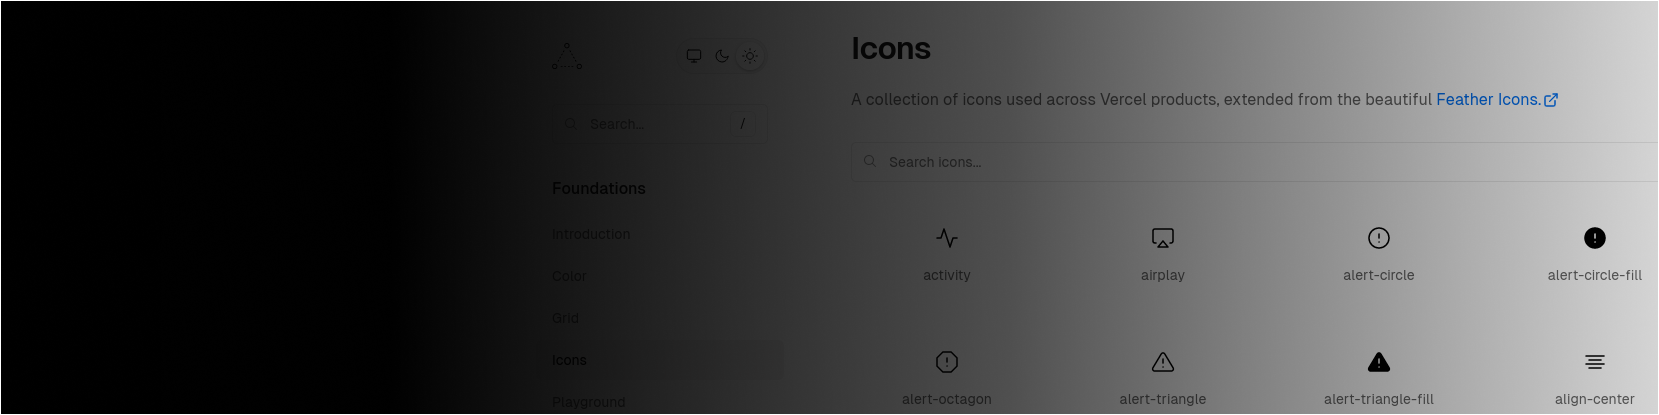 Icons
A collection of icons used across Vercel products, extended from the beautiful Feather Icons.
Search... /
Search icons...
Foundations
Introduction
Color
Grid
Icons
Playground
activity airplay alert-circle alert-circle-fill
alert-octagon alert-triangle alert-triangle-fill align-center